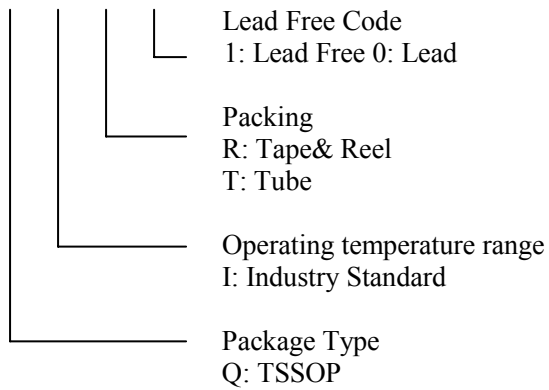 Lead Free Code
1: Lead Free 0: Lead
Packing
R: Tape& Reel
T: Tube
Operating temperature range
I: Industry Standard
Package Type
Q: TSSOP